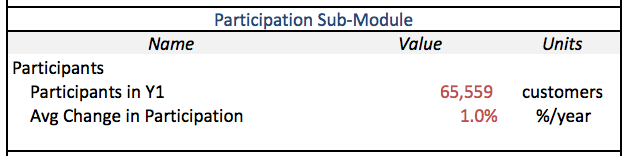 Participation Sub-Module
Name Value Units
Participants
Participants in Y1 65,559 customers
Avg Change in Participation 1.0% %/year